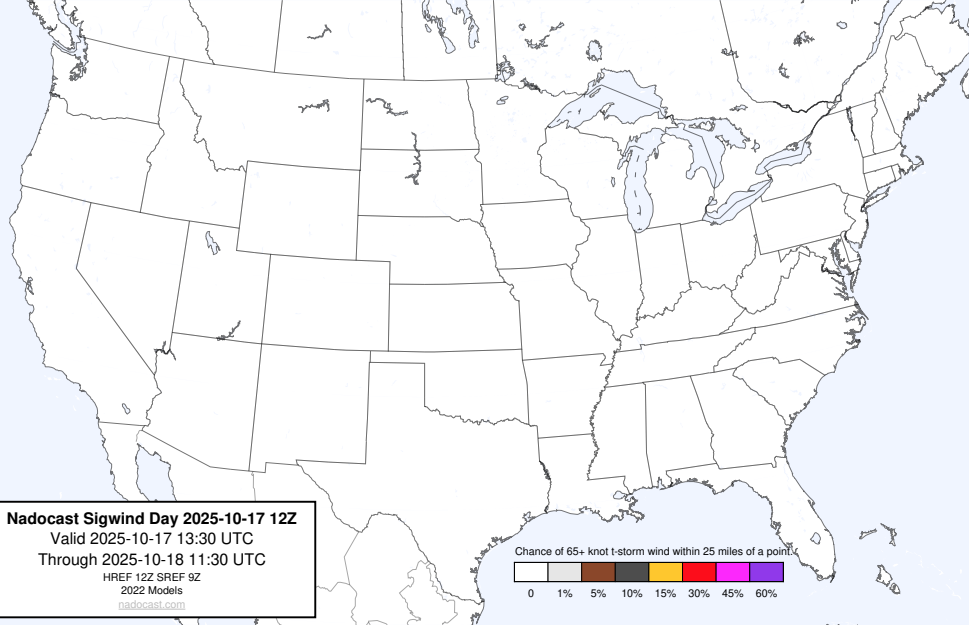 Nadocast Sigwind Day 2025-10-17 12Z
Valid 2025-10-17 13:30 UTC
Through 2025-10-18 11:30 UTC
HREF 12Z SREF 9Z
2022 Models
nadocast.com
Chance of 65+ knot t-storm wind within 25 miles of a point.
0 1% 5% 10% 15% 30% 45% 60%